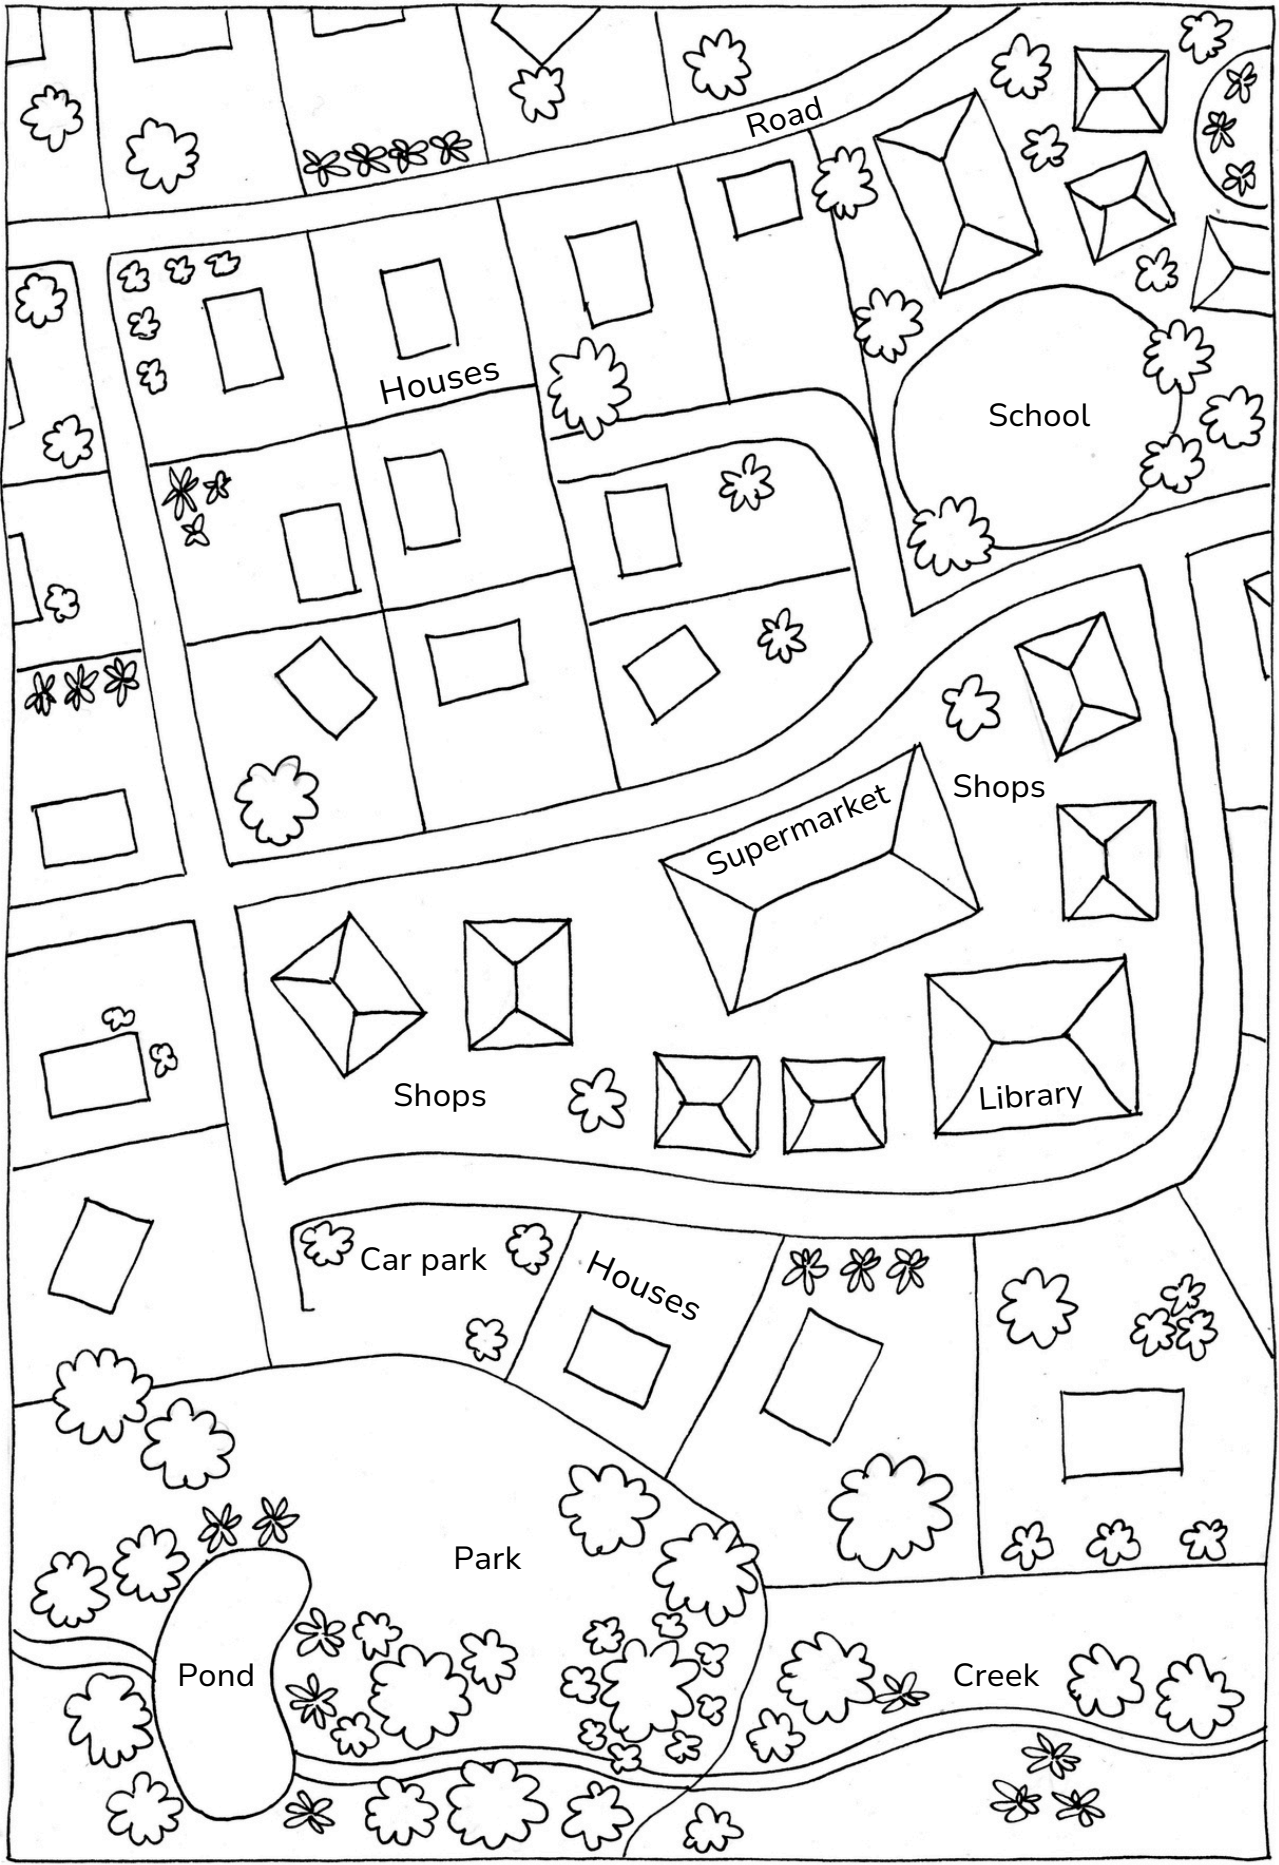 Road
Houses
School
Shops
Supermarket
Shops
Library
Car park
Houses
Park
Pond
Creek